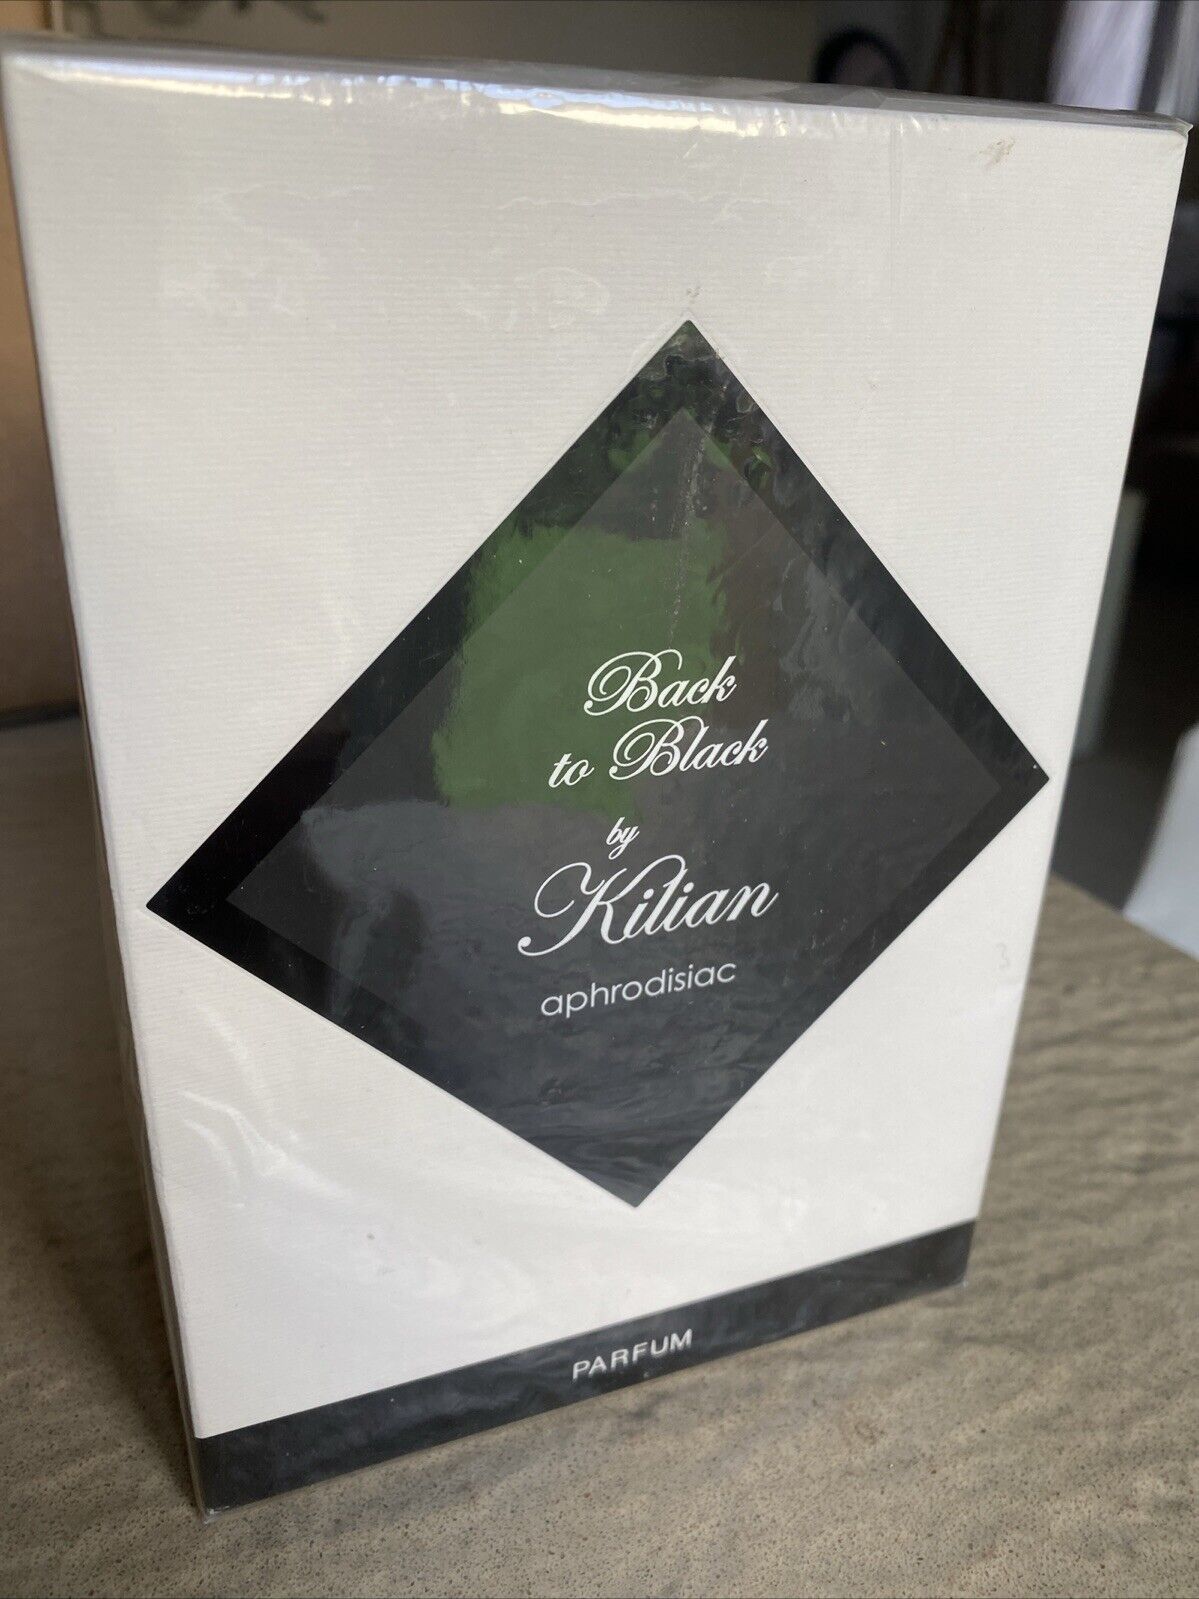 Back
to Black
by
Kilian
aphrodisiac
PARFUM